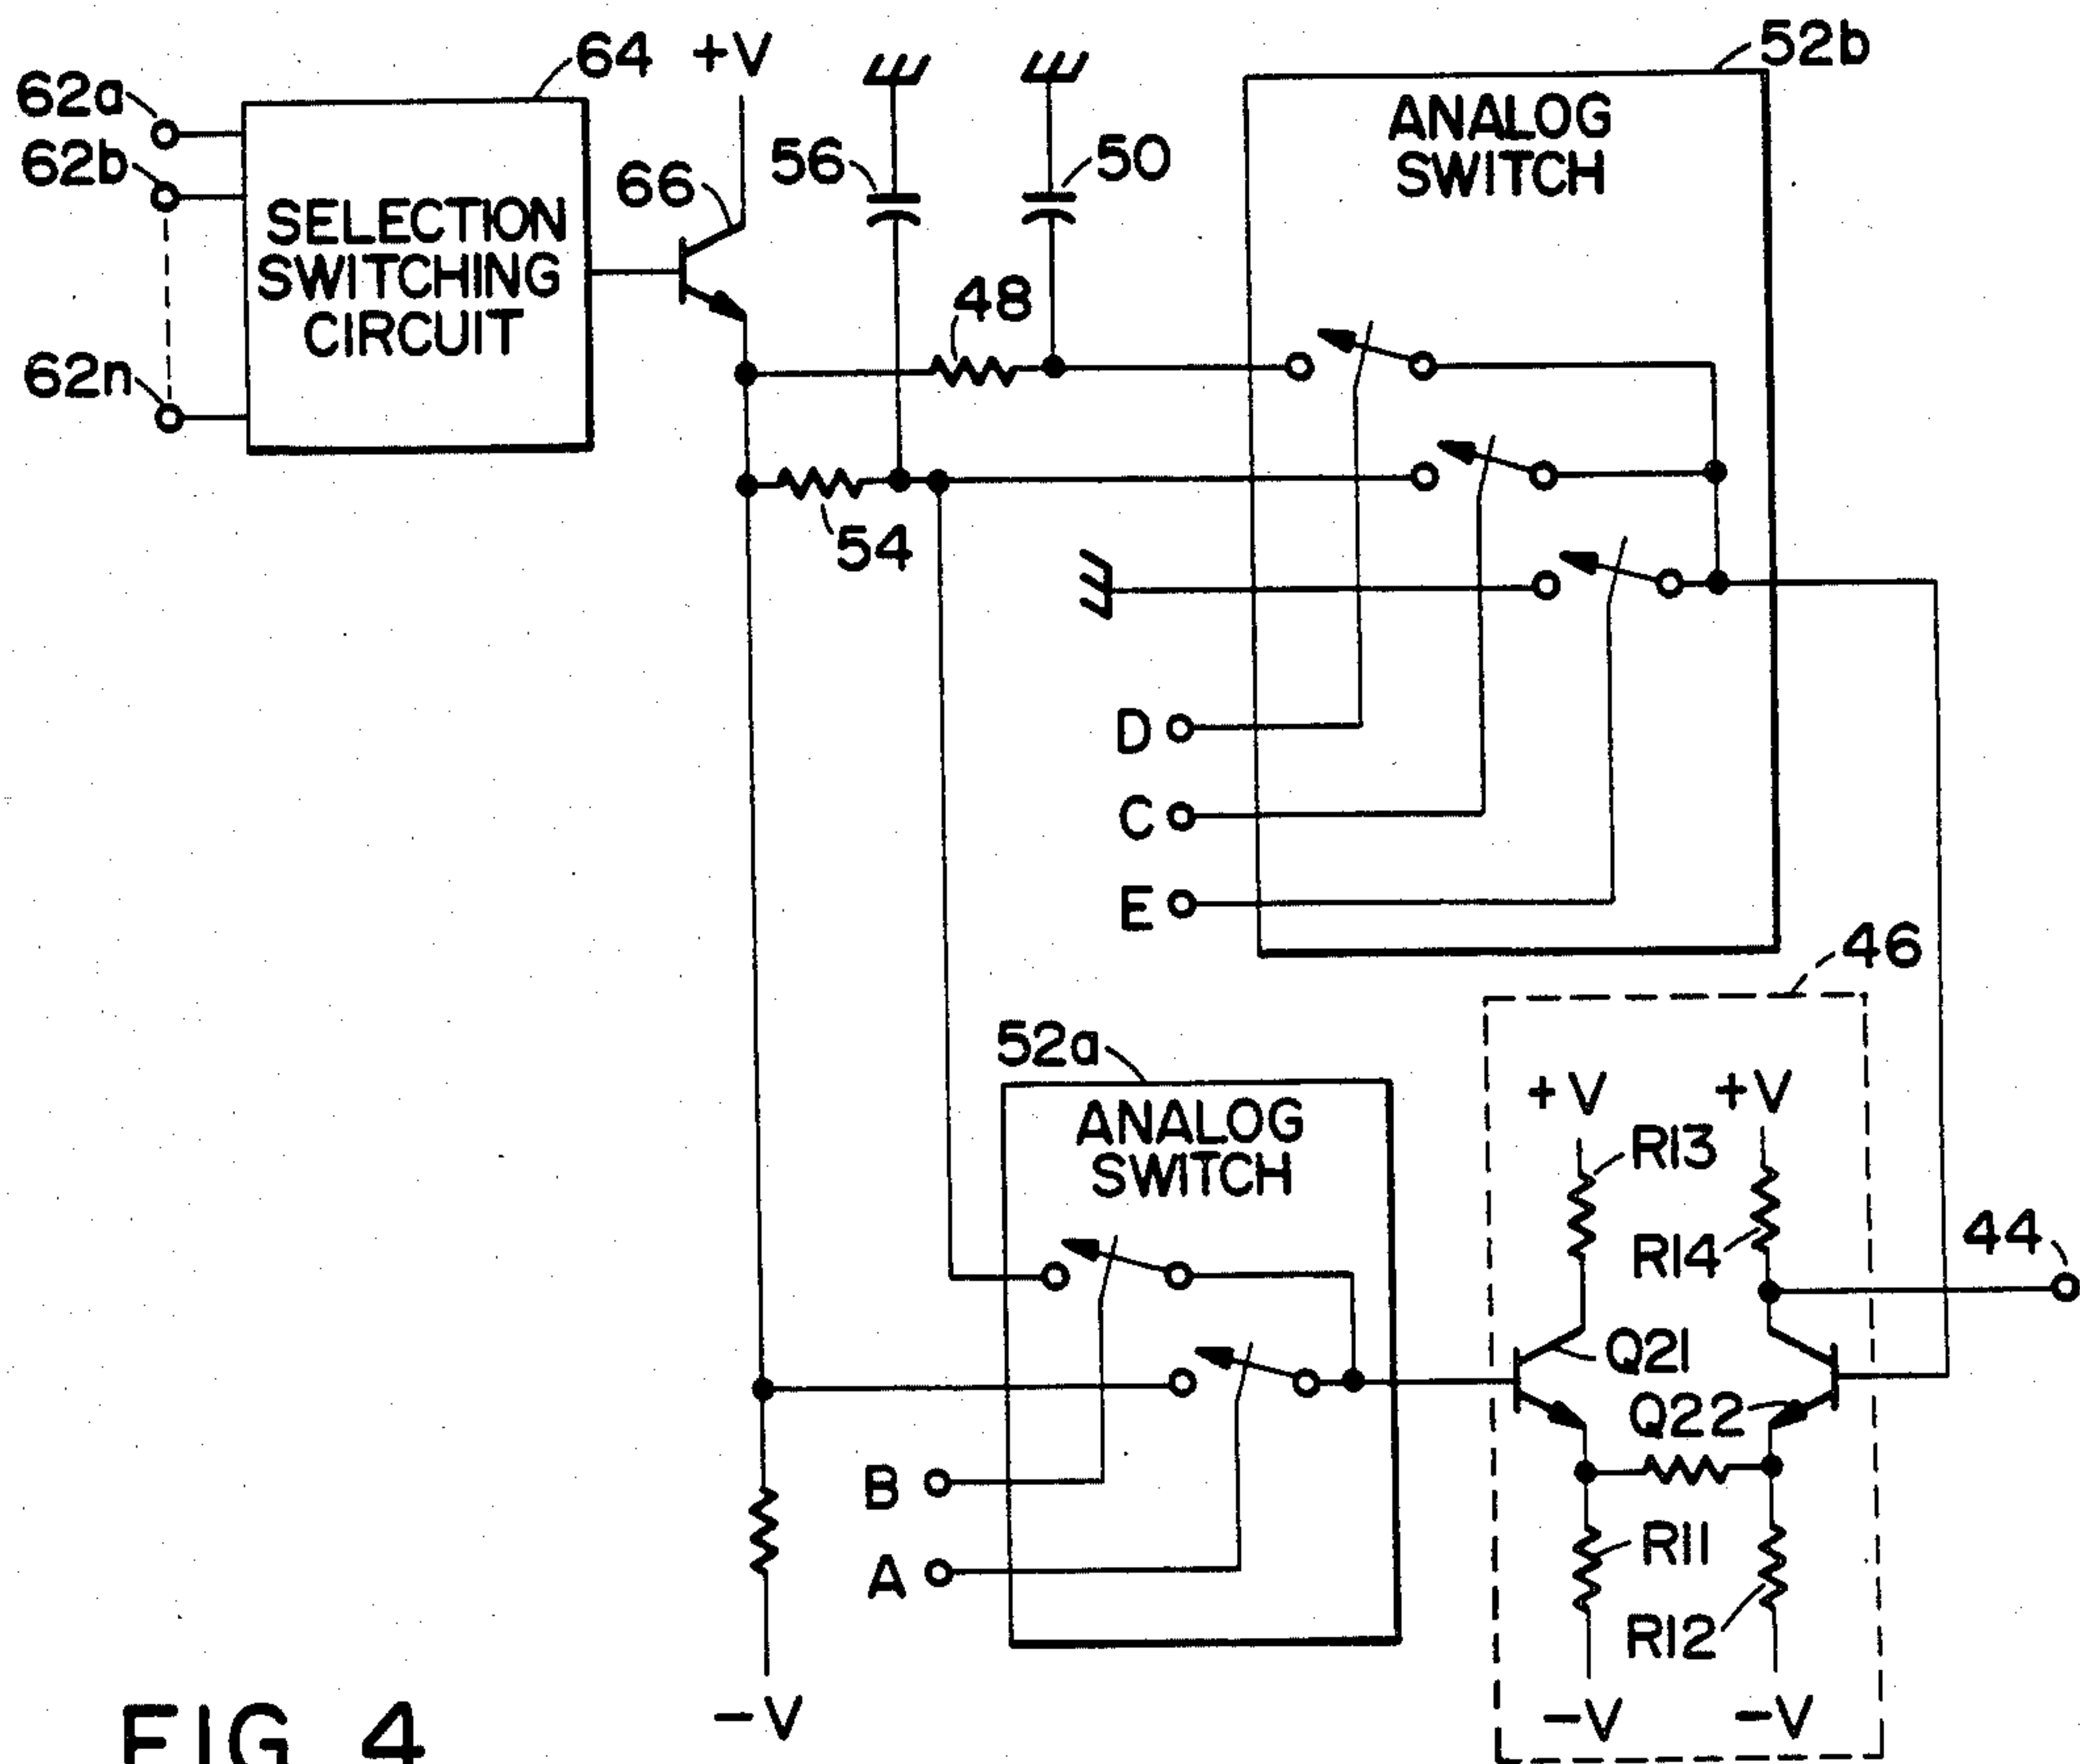 64 +V
52b
62a
ANALOG
SWITCH
62b
56
50
66
SELECTION
SWITCHING
CIRCUIT
48
62n
54
D
C
E
46
52a
+V +V
ANALOG
SWITCH
R13
R14
44
Q21
Q22
B
R11
A
R12
-V
-V
-V
FIG 4